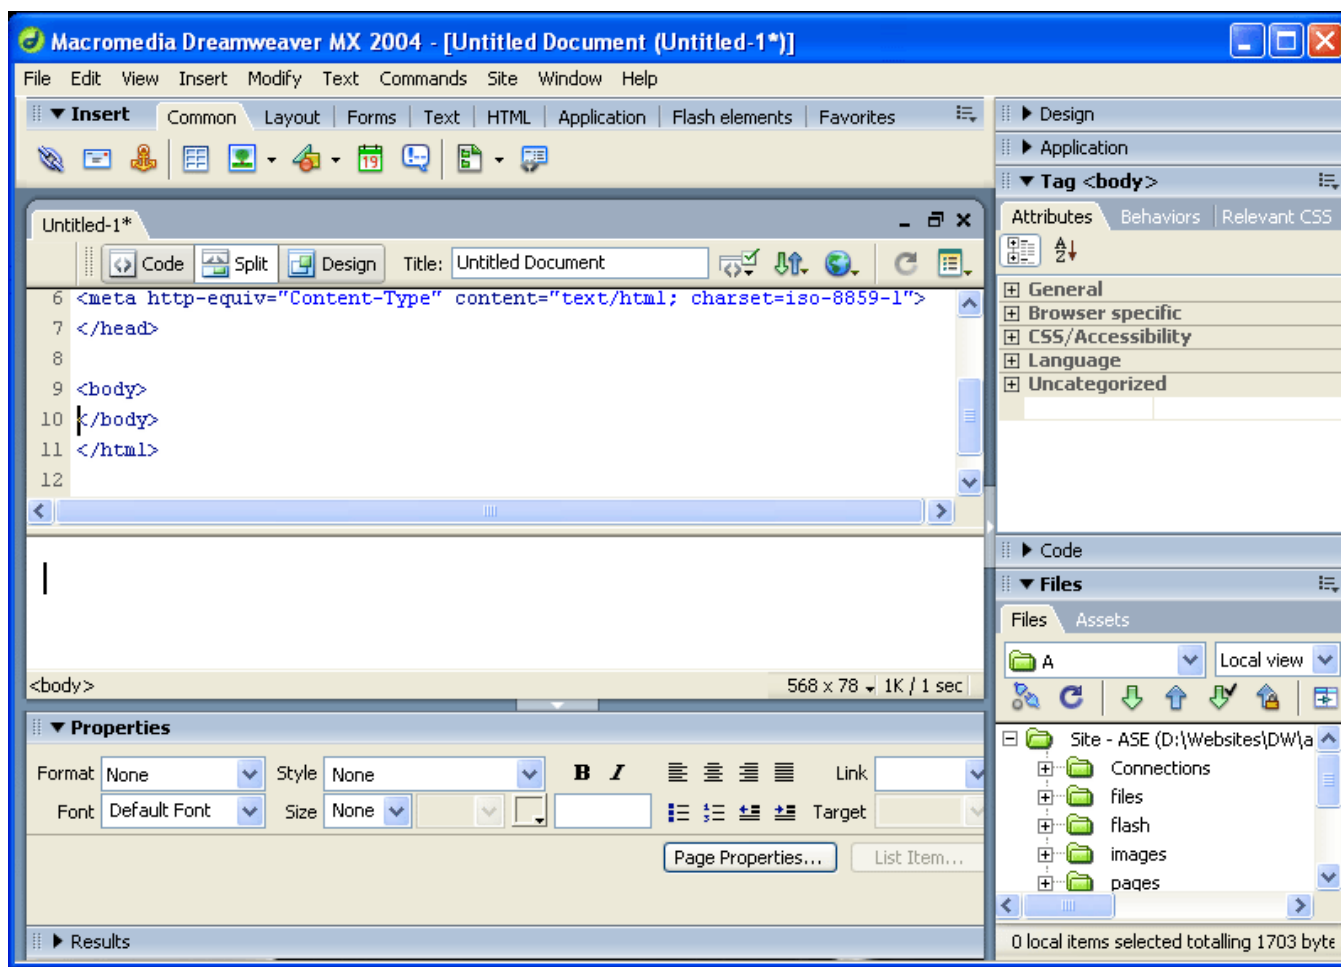 Macromedia Dreamweaver MX 2004 - [Untitled Document (Untitled-1*)]
File Edit View Insert Modify Text Commands Site Window Help
Insert Common Layout Forms Text HTML Application Flash elements Favorites
19
Untitled-1*
Code Split Design Title: Untitled Document
6 <meta http-equiv="Content-Type" content="text/html; charset=iso-8859-1">
7 </head>
8
9 <body>
10 </body>
11 </html>
12
<body> 568 x 78 1K / 1 sec
Properties
Format None Style None B I Link
Font Default Font Size None Target
Page Properties... List Item...
Results
Design
Application
Tag <body>
Attributes Behaviors Relevant CSS
A
Z
General
Browser specific
CSS/Accessibility
Language
Uncategorized
Code
Files
Files Assets
A Local view
Site - ASE (D:\Websites\DW\a
Connections
files
flash
images
pages
0 local items selected totalling 1703 byte